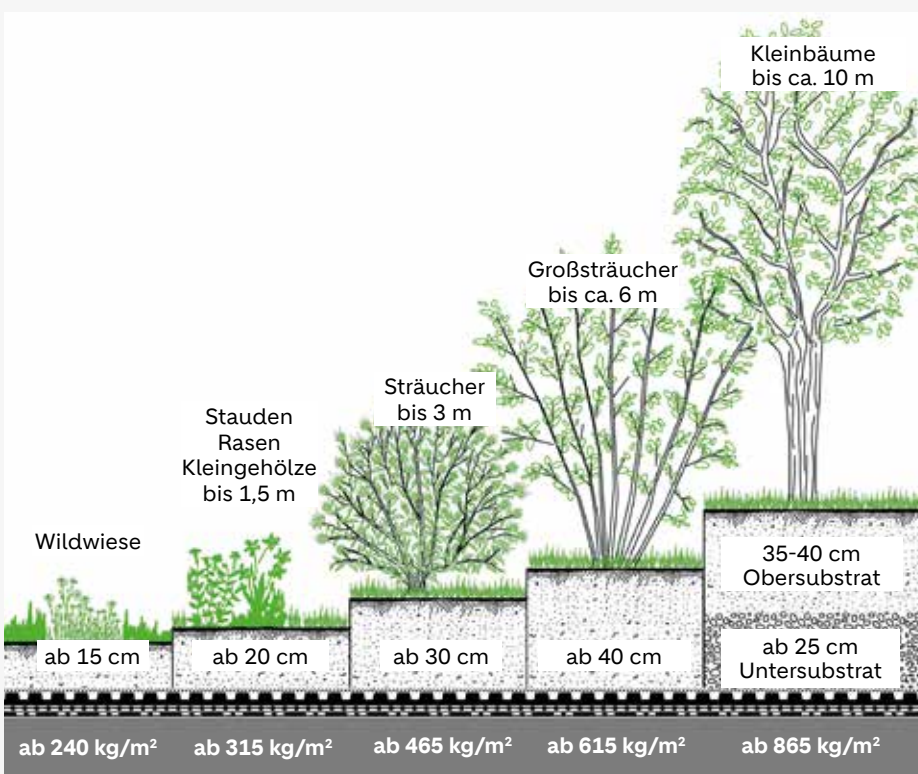 Kleinbäume
bis ca. 10 m
Großsträucher
bis ca. 6 m
Sträucher
bis 3 m
Stauden
Rasen
Kleingehölze
bis 1,5 m
Wildwiese
ab 15 cm
ab 20 cm
ab 30 cm
ab 40 cm
35-40 cm
Obersubstrat
ab 25 cm
Untersubstrat
ab 240 kg/m²
ab 315 kg/m²
ab 465 kg/m²
ab 615 kg/m²
ab 865 kg/m²